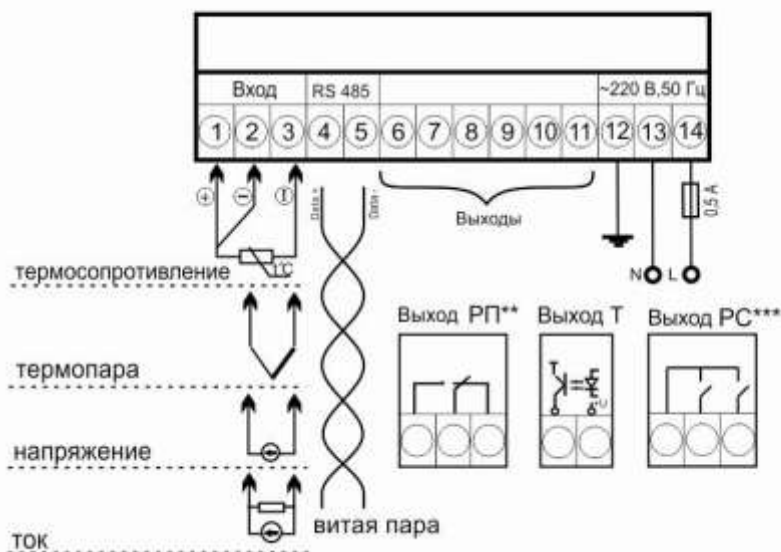 Вход RS 485 ~220 В,50 Гц
1 2 3 4 5 6 7 8 9 10 11 12 13 14
+ − I
Data + Data -
Выходы
0,5 А
t°C
N L
термосопротивление
Выход РП** Выход Т Выход РС***
Т
термопара
напряжение
витая пара
ток